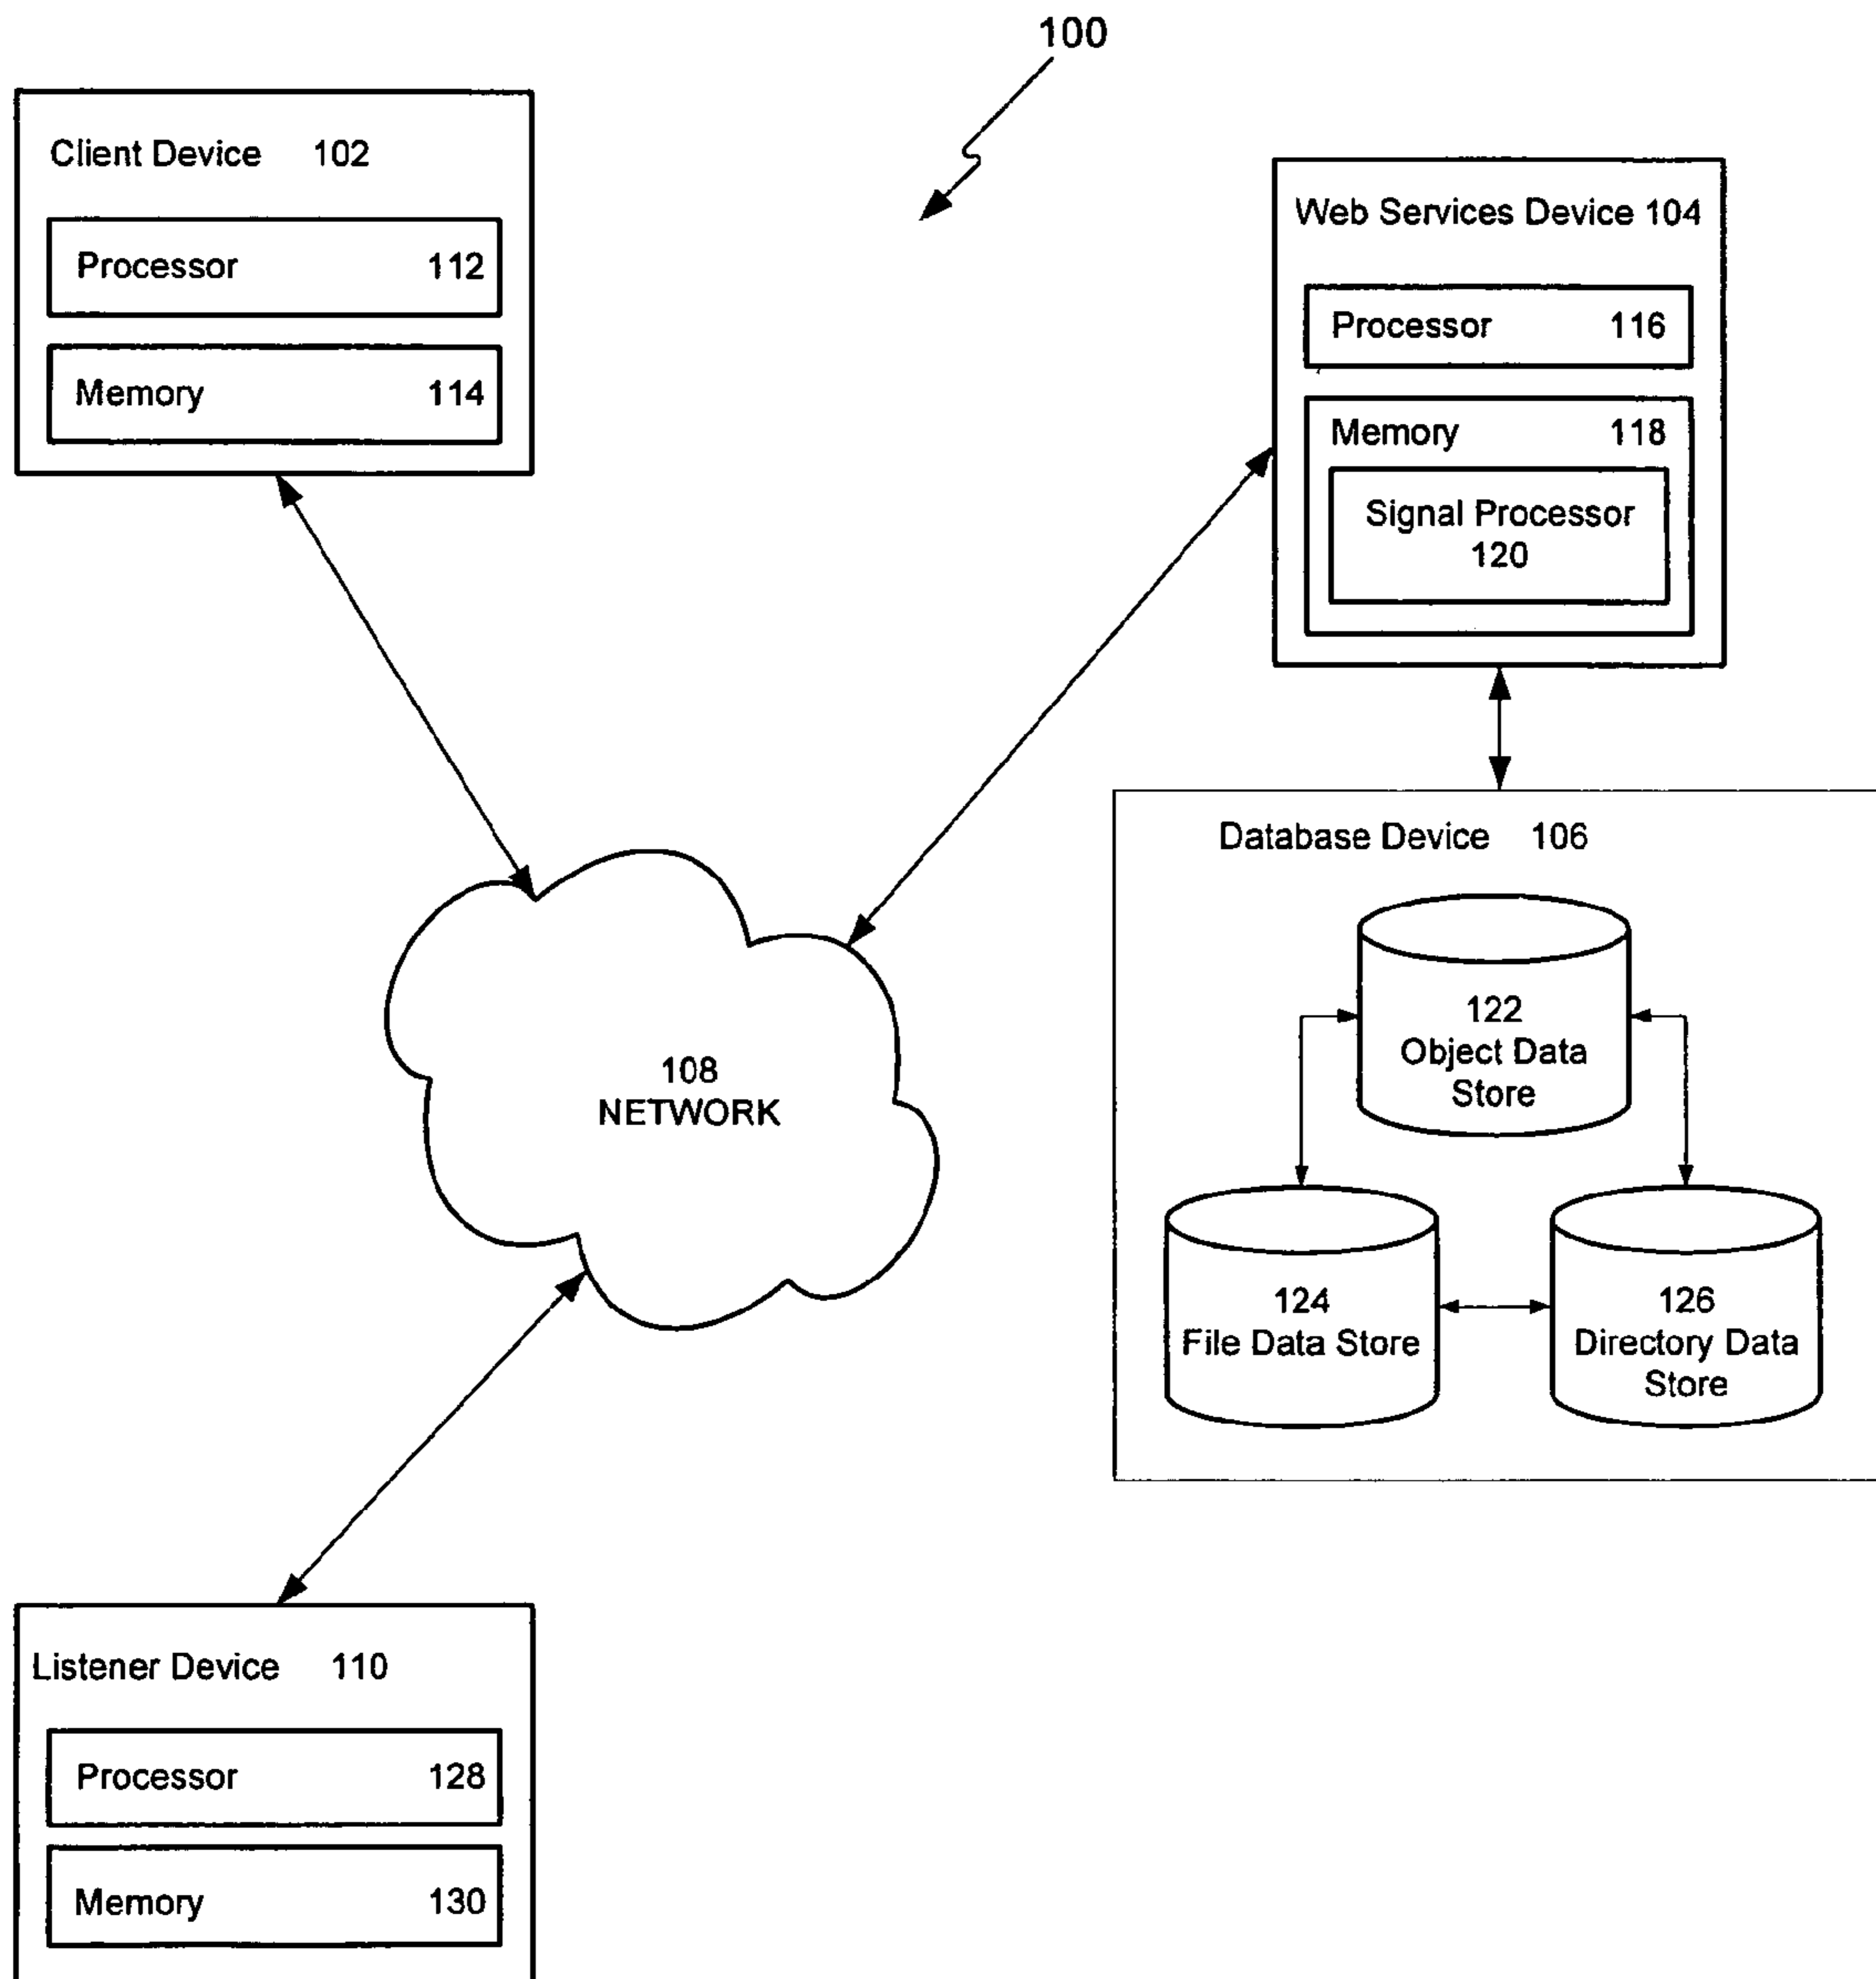 100
Client Device 102
Processor 112
Memory 114
Web Services Device 104
Processor 116
Memory 118
Signal Processor
120
Database Device 106
122
Object Data
Store
124
File Data Store
126
Directory Data
Store
108
NETWORK
Listener Device 110
Processor 128
Memory 130